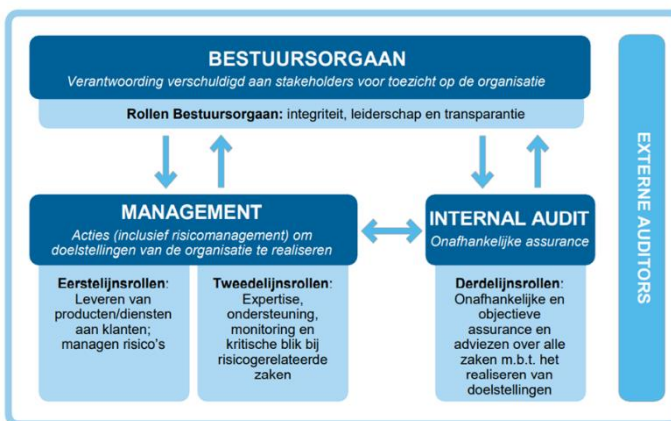 BESTUURSORGAAN
Verantwoording verschuldigd aan stakeholders voor toezicht op de organisatie
Rollen Bestuursorgaan: integriteit, leiderschap en transparantie
MANAGEMENT
Acties (inclusief risicomanagement) om
doelstellingen van de organisatie te realiseren
Eerstelijnsrollen:
Leveren van
producten/diensten
aan klanten;
managen risico's
Tweedelijnsrollen:
Expertise,
ondersteuning,
monitoring en
kritische blik bij
risicogerelateerde
zaken
INTERNAL AUDIT
Onafhankelijke assurance
Derdelijnsrollen:
Onafhankelijke en
objectieve
assurance en
adviezen over alle
zaken m.b.t. het
realiseren van
doelstellingen
EXTERNE AUDITORS